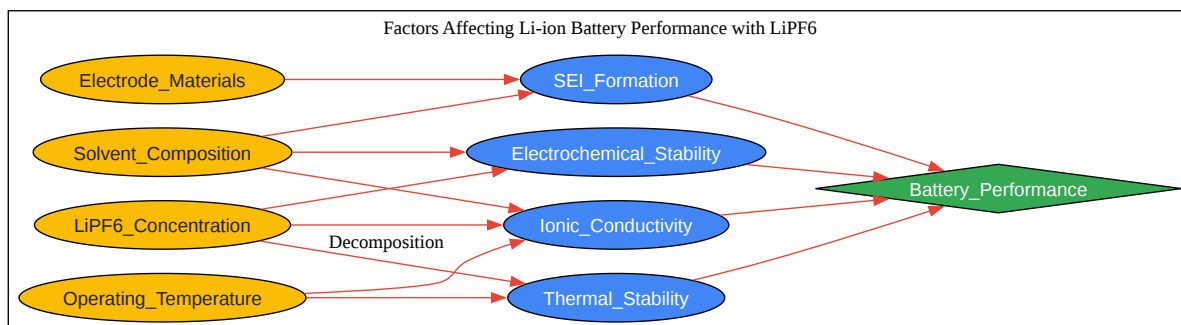 Factors Affecting Li-ion Battery Performance with LiPF6
Electrode_Materials
SEI_Formation
Solvent_Composition
Electrochemical_Stability
Battery_Performance
LiPF6_Concentration
Ionic_Conductivity
Decomposition
Operating_Temperature
Thermal_Stability